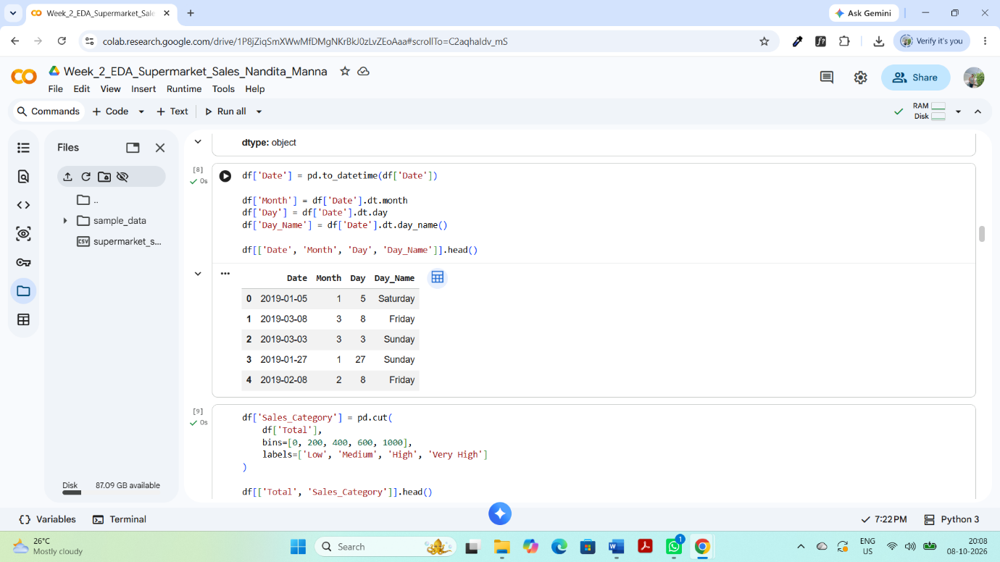 Week_2_EDA_Supermarket_Sale
Ask Gemini
colab.research.google.com/drive/1P8jZiqSmXWwMfDMgNKrBkJ0zLvZEoAaa#scrollTo=C2aqhaIdv_mS
Verify it's you
Week_2_EDA_Supermarket_Sales_Nandita_Manna
File Edit View Insert Runtime Tools Help
Share
Commands + Code + Text Run all
RAM
Disk
Files
..
sample_data
supermarket_s...
Disk 87.09 GB available
dtype: object
[8]
0s
df['Date'] = pd.to_datetime(df['Date'])
df['Month'] = df['Date'].dt.month
df['Day'] = df['Date'].dt.day
df['Day_Name'] = df['Date'].dt.day_name()
df[['Date', 'Month', 'Day', 'Day_Name']].head()
Date Month Day Day_Name
0 2019-01-05 1 5 Saturday
1 2019-03-08 3 8 Friday
2 2019-03-03 3 3 Sunday
3 2019-01-27 1 27 Sunday
4 2019-02-08 2 8 Friday
[9]
0s
df['Sales_Category'] = pd.cut(
df['Total'],
bins=[0, 200, 400, 600, 1000],
labels=['Low', 'Medium', 'High', 'Very High']
)
df[['Total', 'Sales_Category']].head()
{} Variables Terminal
7:22 PM Python 3
26°C
Mostly cloudy
Search
1
ENG
US
20:08
08-10-2026